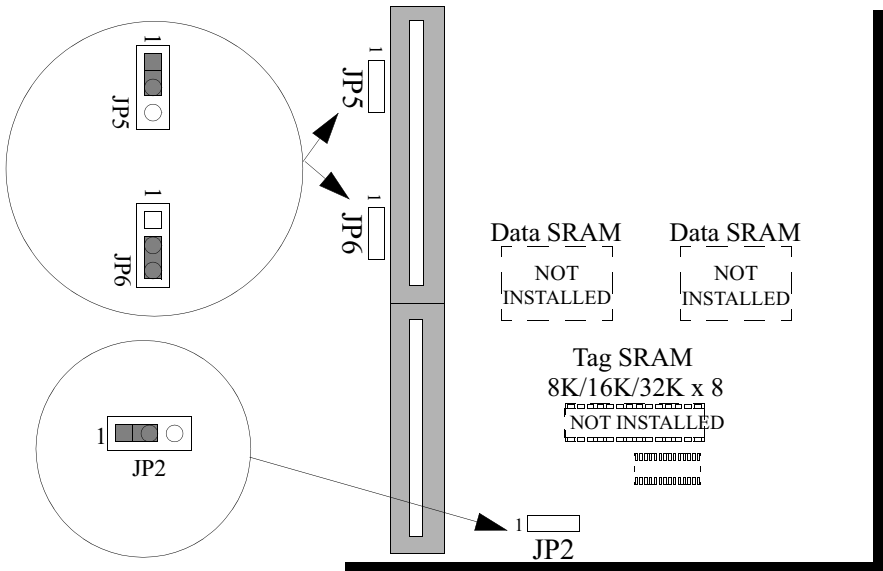 1
JP5
1
JP6
1
JP5
1
JP6
Data SRAM
NOT
INSTALLED
Data SRAM
NOT
INSTALLED
Tag SRAM
8K/16K/32K x 8
NOT INSTALLED
1
JP2
1
JP2